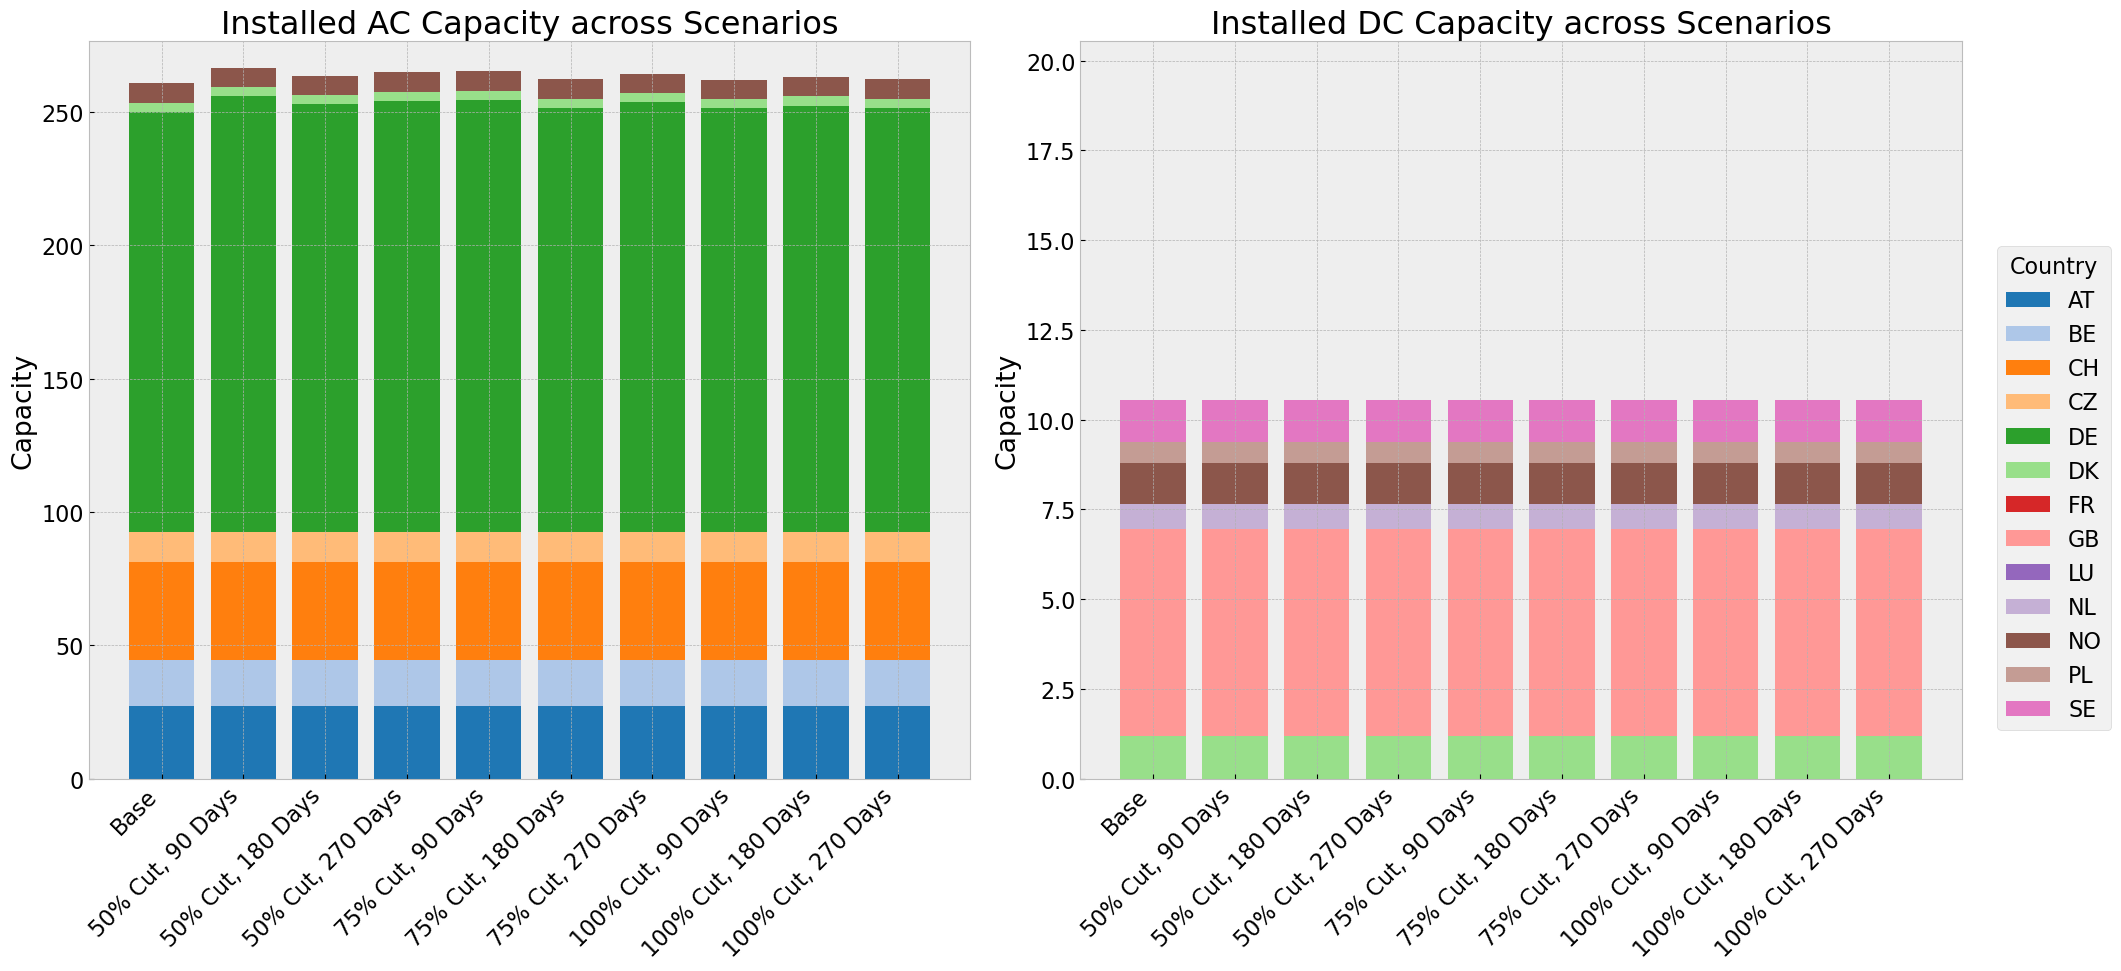 Installed AC Capacity across Scenarios
Capacity
250
200
150
100
50
0
Base
50% Cut, 90 Days
50% Cut, 180 Days
50% Cut, 270 Days
75% Cut, 90 Days
75% Cut, 180 Days
75% Cut, 270 Days
100% Cut, 90 Days
100% Cut, 180 Days
100% Cut, 270 Days
Installed DC Capacity across Scenarios
Capacity
20.0
17.5
15.0
12.5
10.0
7.5
5.0
2.5
0.0
Base
50% Cut, 90 Days
50% Cut, 180 Days
50% Cut, 270 Days
75% Cut, 90 Days
75% Cut, 180 Days
75% Cut, 270 Days
100% Cut, 90 Days
100% Cut, 180 Days
100% Cut, 270 Days
Country
AT
BE
CH
CZ
DE
DK
FR
GB
LU
NL
NO
PL
SE